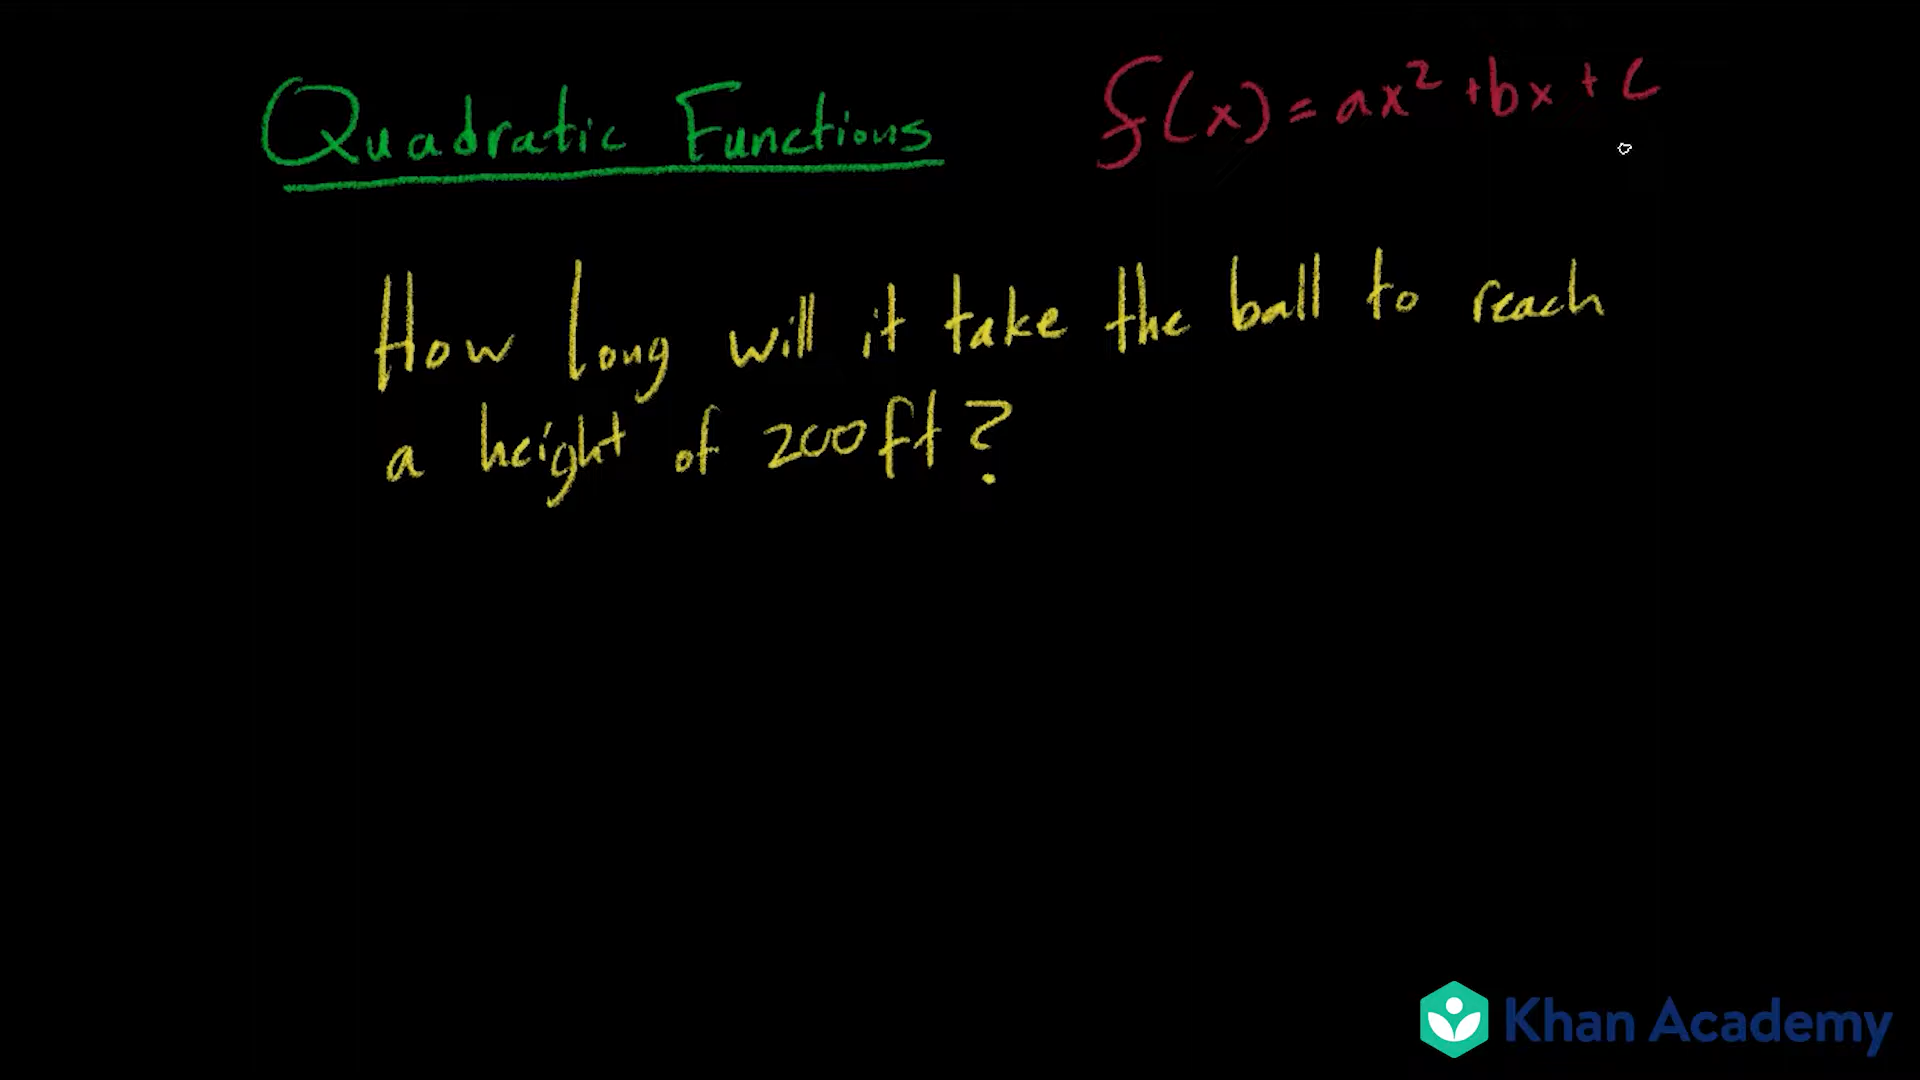 Quadratic Functions
f(x) = ax² + bx + c
How long will it take the ball to reach
a height of 200ft?
Khan Academy